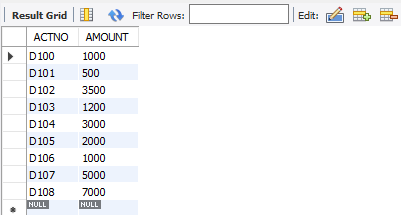 Result Grid Filter Rows: Edit:
ACTNO AMOUNT
D100 1000
D101 500
D102 3500
D103 1200
D104 3000
D105 2000
D106 1000
D107 5000
D108 7000
NULL NULL